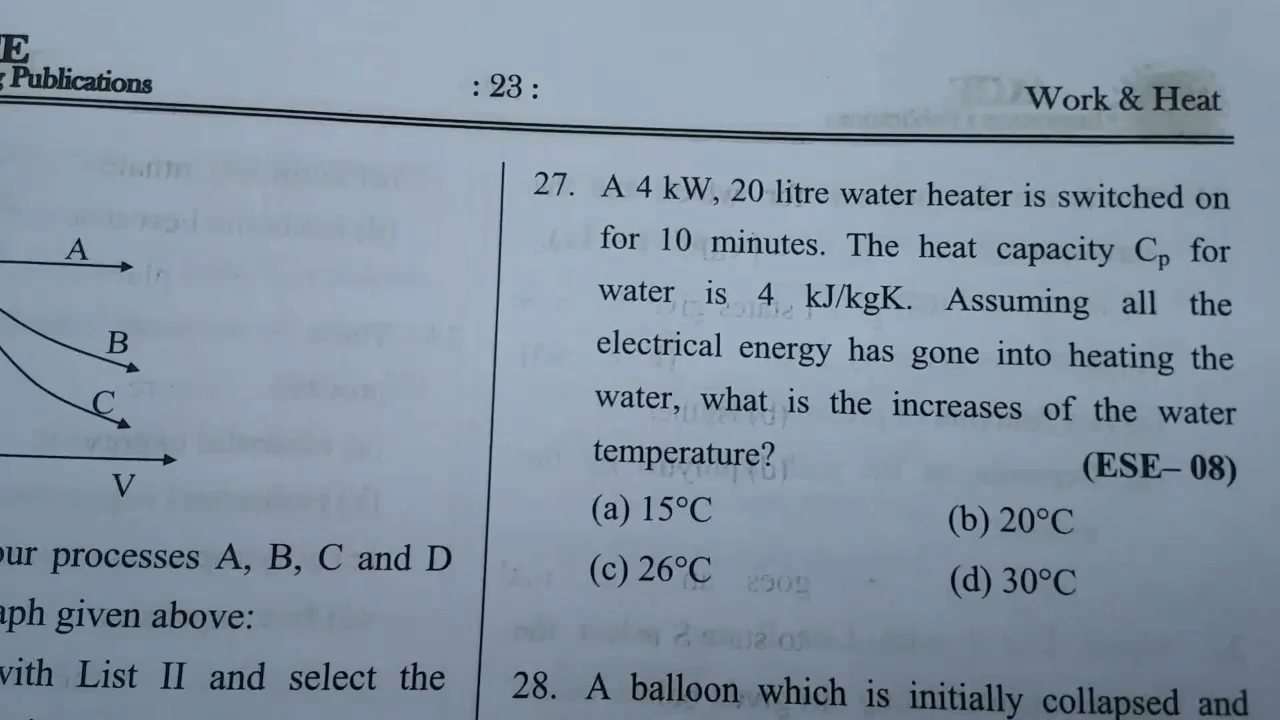 E
Publications
: 23 :
Work & Heat
A
B
C
V
our processes A, B, C and D
aph given above:
with List II and select the
27. A 4 kW, 20 litre water heater is switched on
for 10 minutes. The heat capacity Cp for
water is 4 kJ/kgK. Assuming all the
electrical energy has gone into heating the
water, what is the increases of the water
temperature? (ESE– 08)
(a) 15°C (b) 20°C
(c) 26°C (d) 30°C
28. A balloon which is initially collapsed and